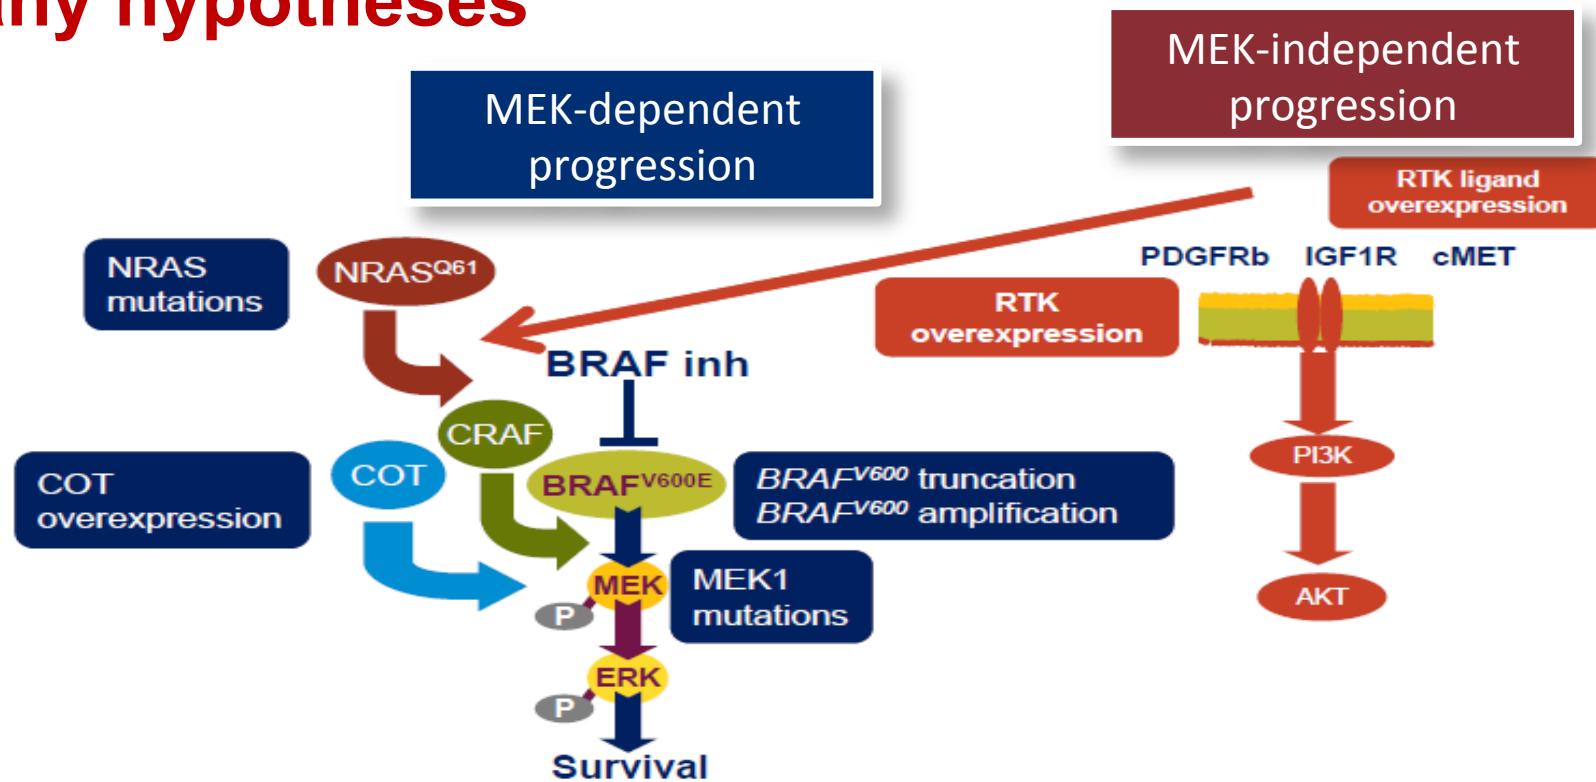 any hypotheses
MEK-dependent
progression
MEK-independent
progression
RTK ligand
overexpression
PDGFRb IGF1R cMET
NRAS
mutations
NRASQ61
RTK
overexpression
BRAF inh
CRAF
COT
overexpression
COT
BRAFV600E
BRAFV600 truncation
BRAFV600 amplification
PI3K
MEK
P
MEK1
mutations
AKT
ERK
P
Survival